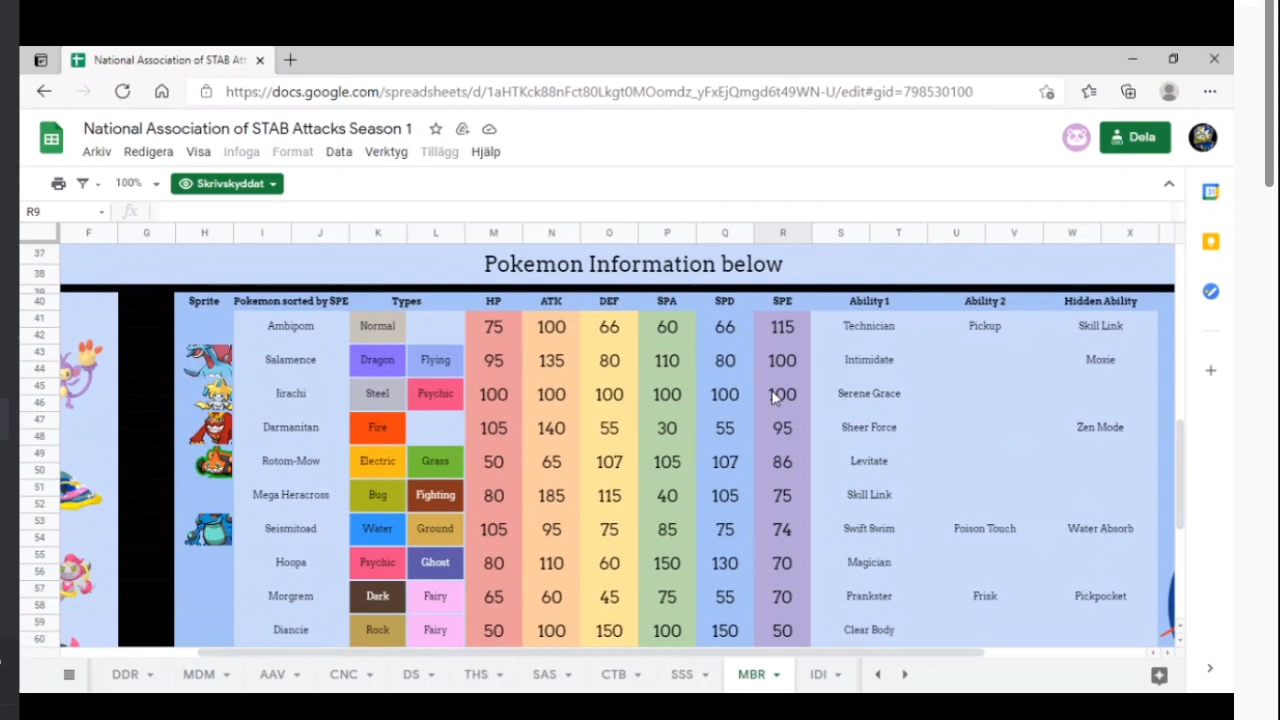 National Association of STAB Att
https://docs.google.com/spreadsheets/d/1aHTKck88nFct80Lkgt0MOomdz_yFxEjQmgd6t49WN-U/edit#gid=798530100
National Association of STAB Attacks Season 1
Dela
Arkiv Redigera Visa Infoga Format Data Verktyg Tillägg Hjälp
100% Skrivskyddat
31
R9 fx
F G H I J K L M N O P Q R S T U V W X
37 Pokemon Information below
38
39
40 Sprite Pokemon sorted by SPE Types HP ATK DEF SPA SPD SPE Ability 1 Ability 2 Hidden Ability
41 Ambipom Normal 75 100 66 60 66 115 Technician Pickup Skill Link
42
43 Salamence Dragon Flying 95 135 80 110 80 100 Intimidate Moxie
44
45 Jirachi Steel Psychic 100 100 100 100 100 100 Serene Grace
46
47 Darmanitan Fire 105 140 55 30 55 95 Sheer Force Zen Mode
48
49 Rotom-Mow Electric Grass 50 65 107 105 107 86 Levitate
50
51 Mega Heracross Bug Fighting 80 185 115 40 105 75 Skill Link
52
53 Seismitoad Water Ground 105 95 75 85 75 74 Swift Swim Poison Touch Water Absorb
54
55 Hoopa Psychic Ghost 80 110 60 150 130 70 Magician
56
57 Morgrem Dark Fairy 65 60 45 75 55 70 Prankster Frisk Pickpocket
58
59 Diancie Rock Fairy 50 100 150 100 150 50 Clear Body
60
DDR MDM AAV CNC DS THS SAS CTB SSS MBR IDI